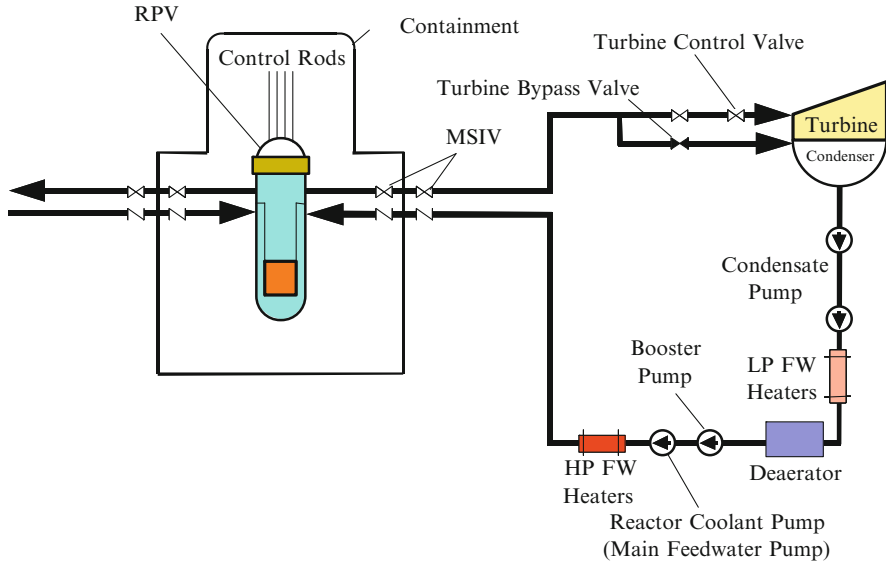 RPV
Containment
Control Rods
Turbine Control Valve
Turbine Bypass Valve
MSIV
Turbine
Condenser
Condensate
Pump
Booster
Pump
LP FW
Heaters
HP FW
Heaters
Deaerator
Reactor Coolant Pump
(Main Feedwater Pump)